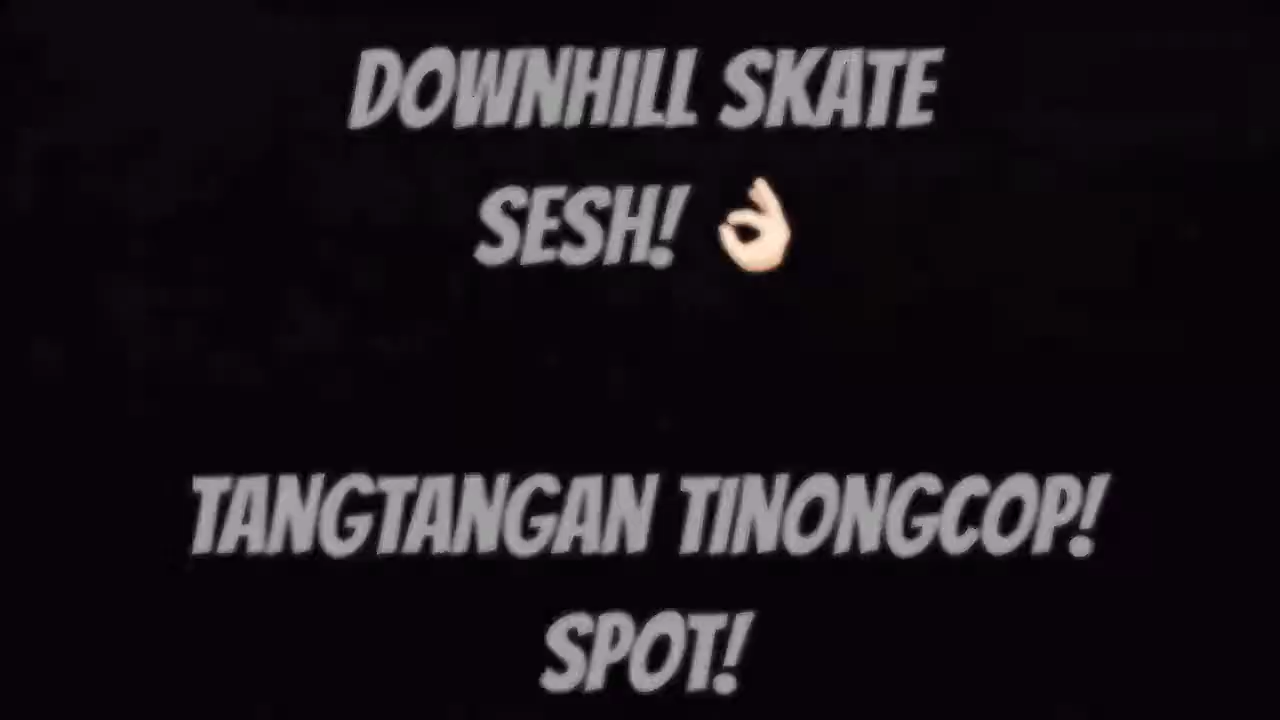 DOWNHILL SKATE
SESH! 👌🏻
TANGTANGAN TINONGCOP!
SPOT!